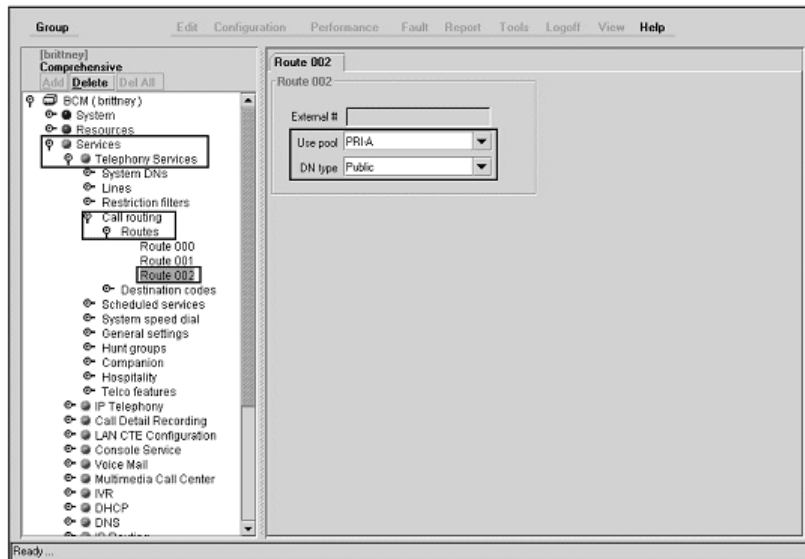 Group Edit Configuration Performance Fault Report Tools Logoff View Help
[brittney]
Comprehensive
Add Delete Del All
BCM ( brittney )
System
Resources
Services
Telephony Services
System DNs
Lines
Restriction filters
Call routing
Routes
Route 000
Route 001
Route 002
Destination codes
Scheduled services
System speed dial
General settings
Hunt groups
Companion
Hospitality
Telco features
IP Telephony
Call Detail Recording
LAN CTE Configuration
Console Service
Voice Mail
Multimedia Call Center
IVR
DHCP
DNS
Route 002
Route 002
External #
Use pool PRI-A
DN type Public
Ready ...